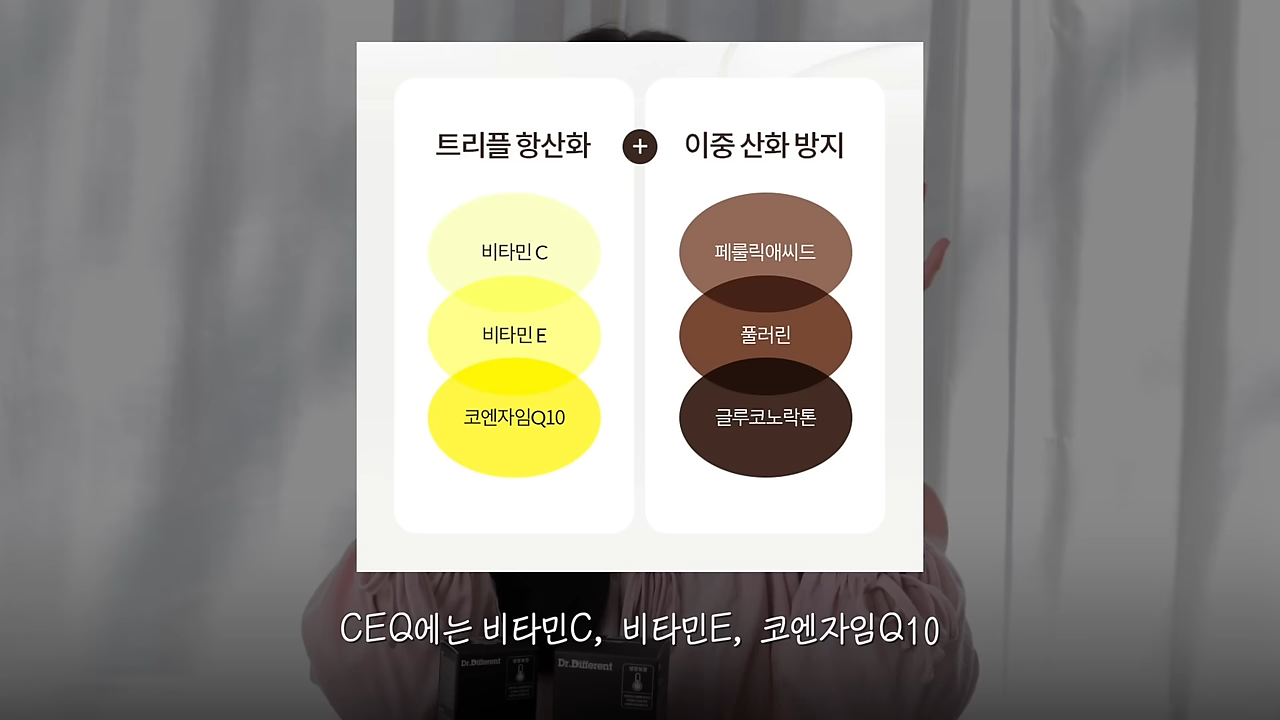 트리플 항산화
+
이중 산화 방지
비타민 C
비타민 E
코엔자임Q10
페룰릭애씨드
풀러린
글루코노락톤
CEQ에는 비타민C, 비타민E, 코엔자임Q10
Dr.Different
Dr.Different